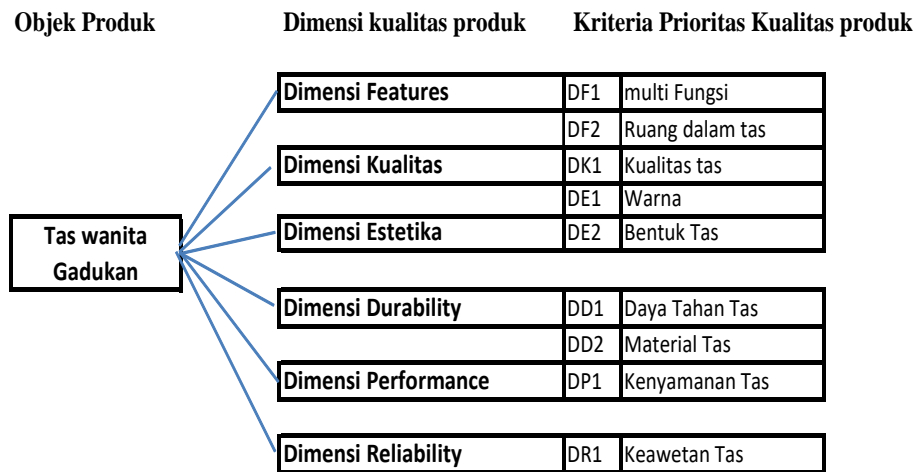 Objek Produk Dimensi kualitas produk Kriteria Prioritas Kualitas produk
Dimensi Features DF1 multi Fungsi
DF2 Ruang dalam tas
Dimensi Kualitas DK1 Kualitas tas
DE1 Warna
Tas wanita
Gadukan
Dimensi Estetika DE2 Bentuk Tas
Dimensi Durability DD1 Daya Tahan Tas
DD2 Material Tas
Dimensi Performance DP1 Kenyamanan Tas
Dimensi Reliability DR1 Keawetan Tas